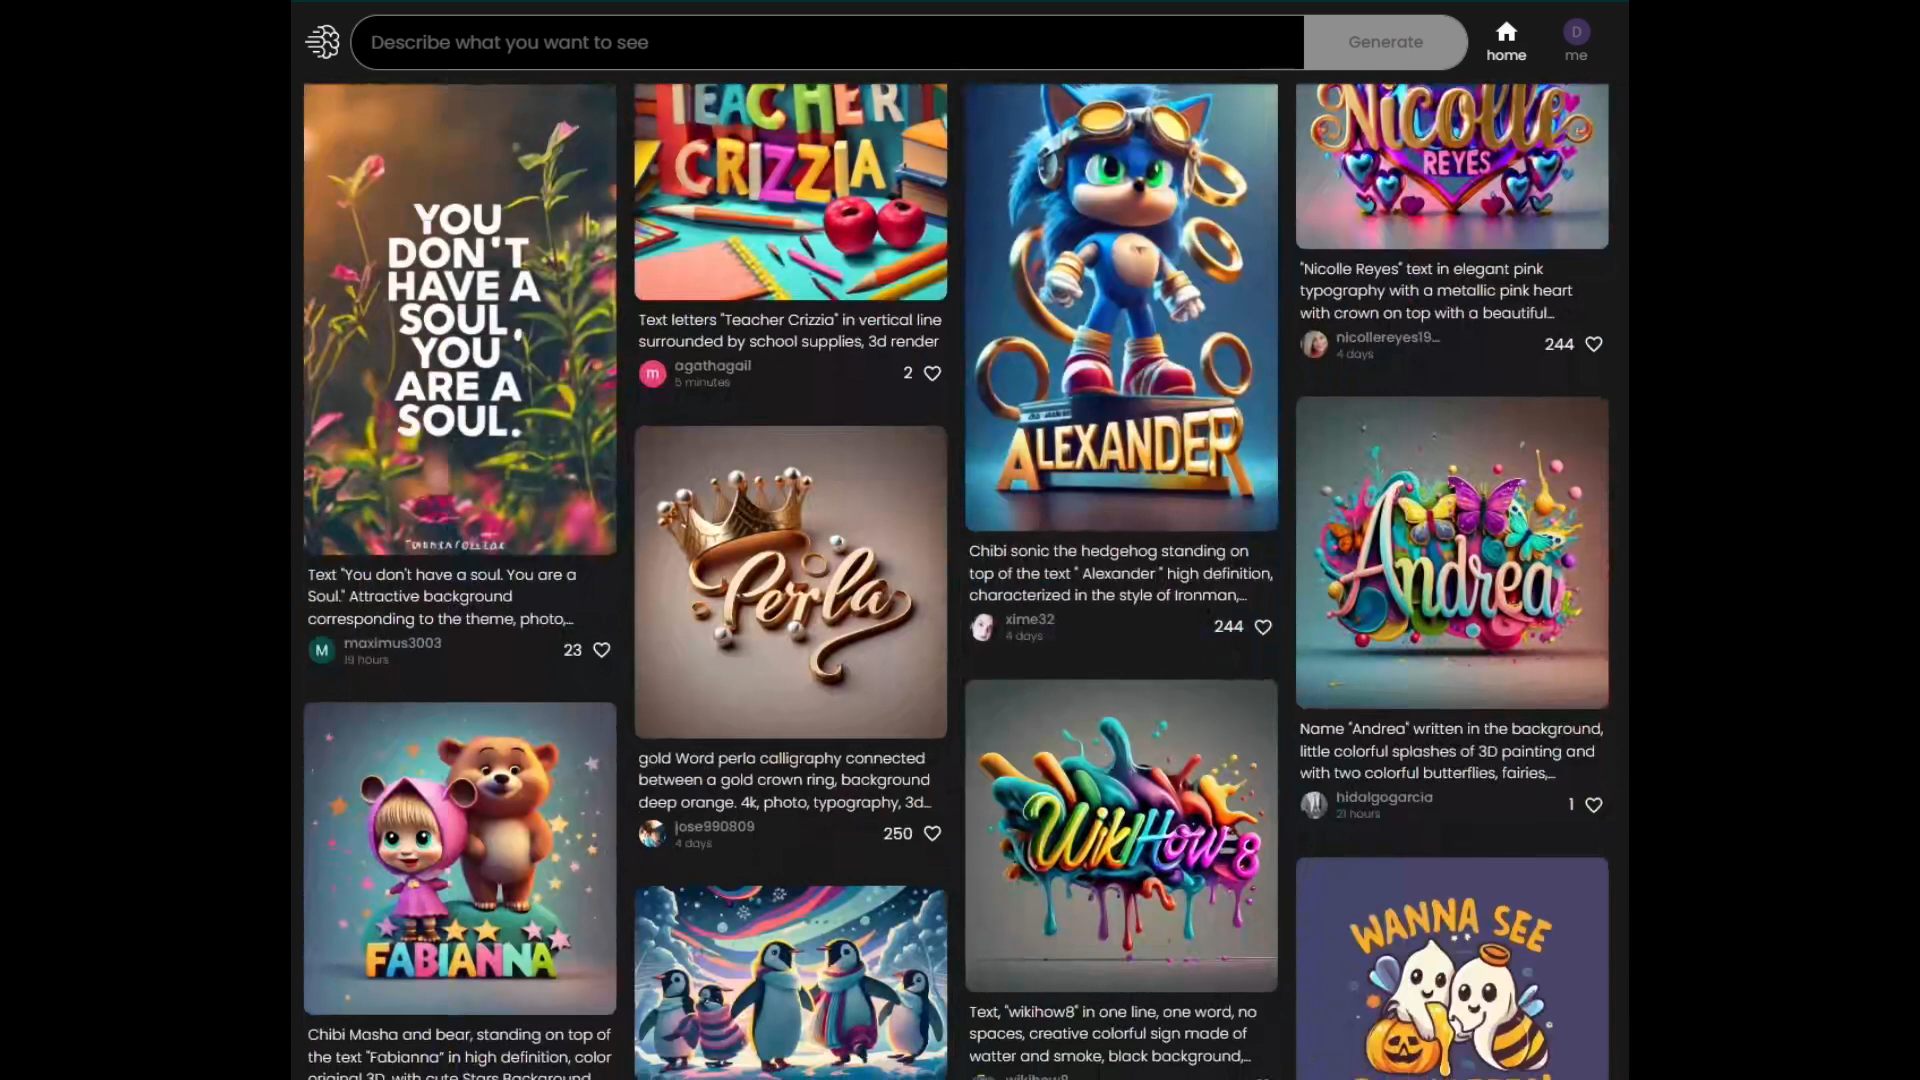 Describe what you want to see
Generate
home
D
me
YOU
DON'T
HAVE A
SOUL,
YOU
ARE A
SOUL.
Text "You don't have a soul. You are a
Soul." Attractive background
corresponding to the theme, photo,...
M
maximus3003
19 hours
23
FABIANNA
Chibi Masha and bear, standing on top of
the text "Fabianna" in high definition, color
original 3D, with cute Stars Background,
TEACHER
CRIZZIA
Text letters "Teacher Crizzia" in vertical line
surrounded by school supplies, 3d render
m
agathagail
5 minutes
2
Perla
gold Word perla calligraphy connected
between a gold crown ring, background
deep orange. 4k, photo, typography, 3d...
jose990809
4 days
250
ALEXANDER
Chibi sonic the hedgehog standing on
top of the text " Alexander " high definition,
characterized in the style of Ironman,...
xime32
4 days
244
WikiHow8
Text, "wikihow8" in one line, one word, no
spaces, creative colorful sign made of
watter and smoke, black background,...
wikihow8
Nicolle
REYES
"Nicolle Reyes" text in elegant pink
typography with a metallic pink heart
with crown on top with a beautiful...
nicollereyes19...
4 days
244
Andrea
Name "Andrea" written in the background,
little colorful splashes of 3D painting and
with two colorful butterflies, fairies,...
hidalgogarcia
21 hours
1
WANNA SEE